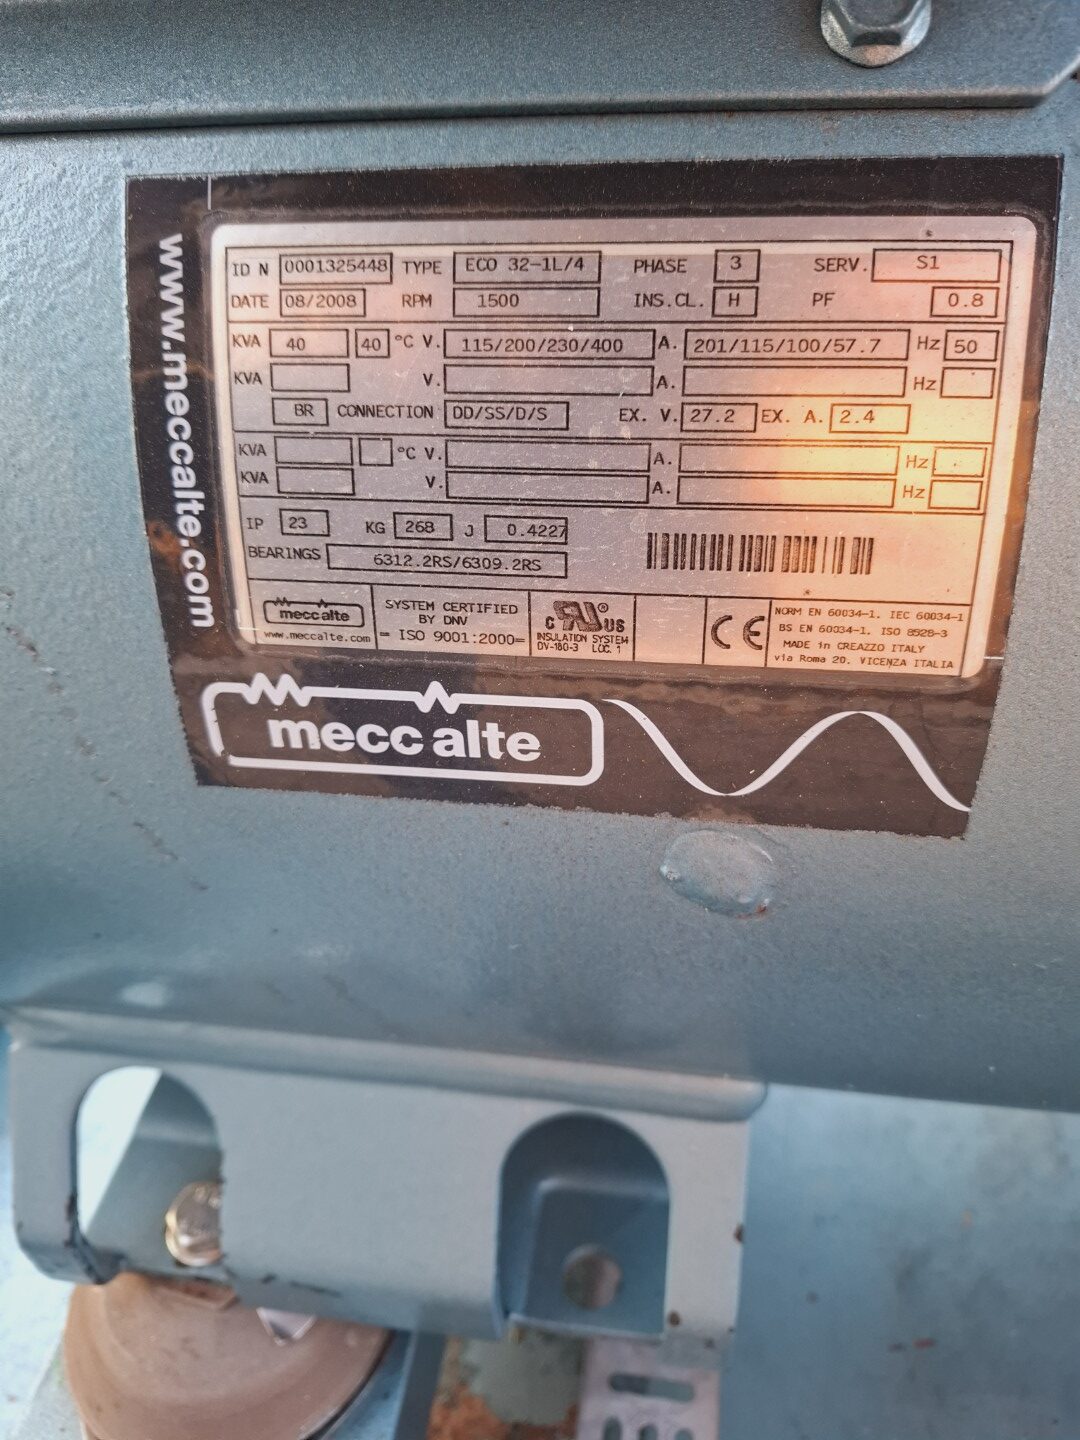 www.meccalte.com
ID N 0001325448 TYPE ECO 32-1L/4 PHASE 3 SERV. S1
DATE 08/2008 RPM 1500 INS.CL. H PF 0.8
KVA 40 40 °C V. 115/200/230/400 A. 201/115/100/57.7 Hz 50
KVA V. A. Hz
BR CONNECTION DD/SS/D/S EX. V. 27.2 EX. A. 2.4
KVA °C V. A. Hz
KVA V. A. Hz
IP 23 KG 268 J 0.4227
BEARINGS 6312.2RS/6309.2RS
meccalte
www.meccalte.com
SYSTEM CERTIFIED
BY DNV
= ISO 9001:2000=
c RU US ®
INSULATION SYSTEM
DV-180-3 LOC. 1
CE
NORM EN 60034-1. IEC 60034-1
BS EN 60034-1. ISO 8528-3
MADE in CREAZZO ITALY
via Roma 20. VICENZA ITALIA
mecc alte